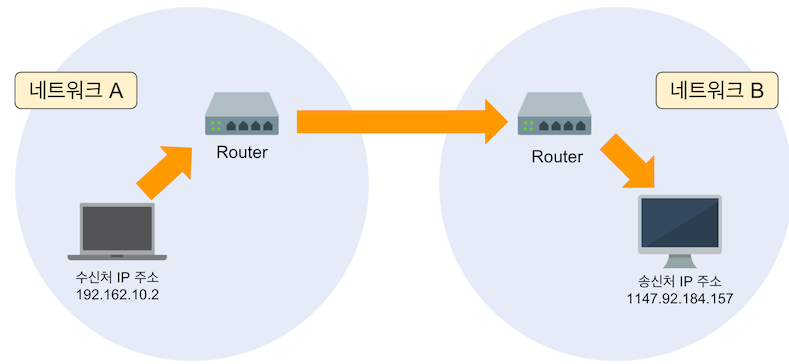 네트워크 A
네트워크 B
Router
Router
수신처 IP 주소
192.162.10.2
송신처 IP 주소
1147.92.184.157